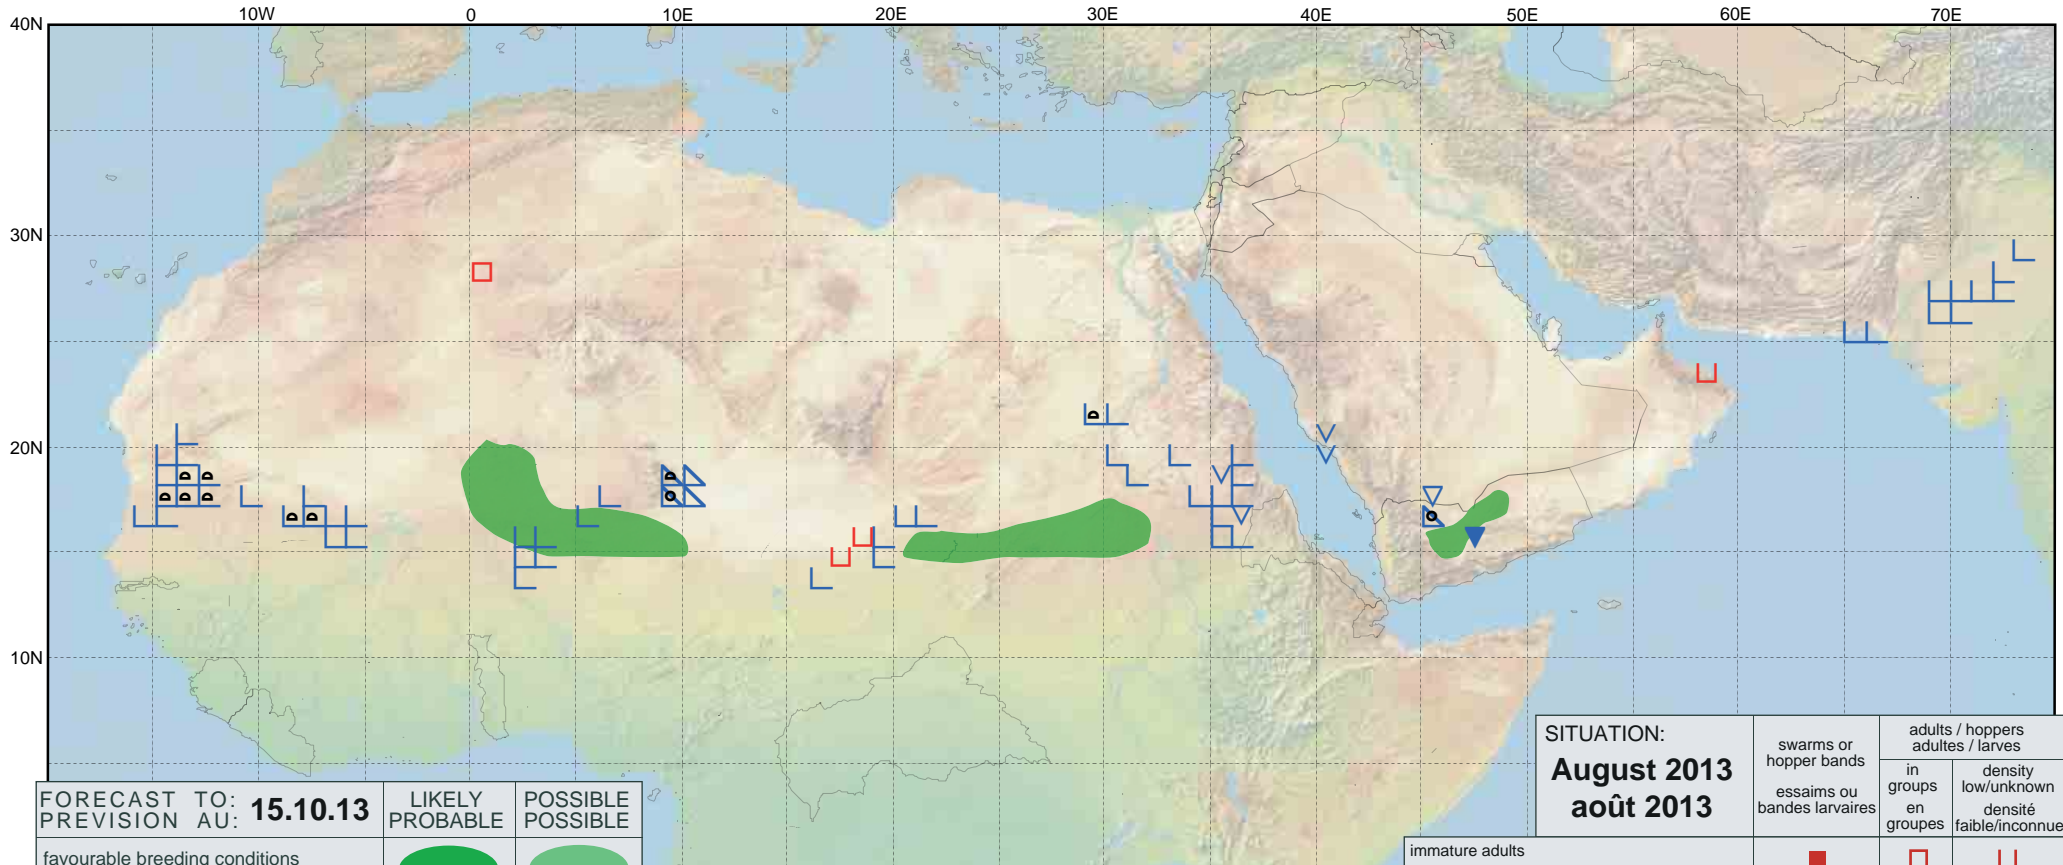 10W 0 10E 20E 30E 40E 50E 60E 70E
40N
30N
20N
10N
FORECAST TO:
PREVISION AU:
15.10.13
LIKELY
PROBABLE
POSSIBLE
POSSIBLE
favourable breeding conditions
SITUATION:
August 2013
août 2013
swarms or
hopper bands
essaims ou
bandes larvaires
adults / hoppers
adultes / larves
in
groups
en
groupes
density
low/unknown
densité
faible/inconnue
immature adults